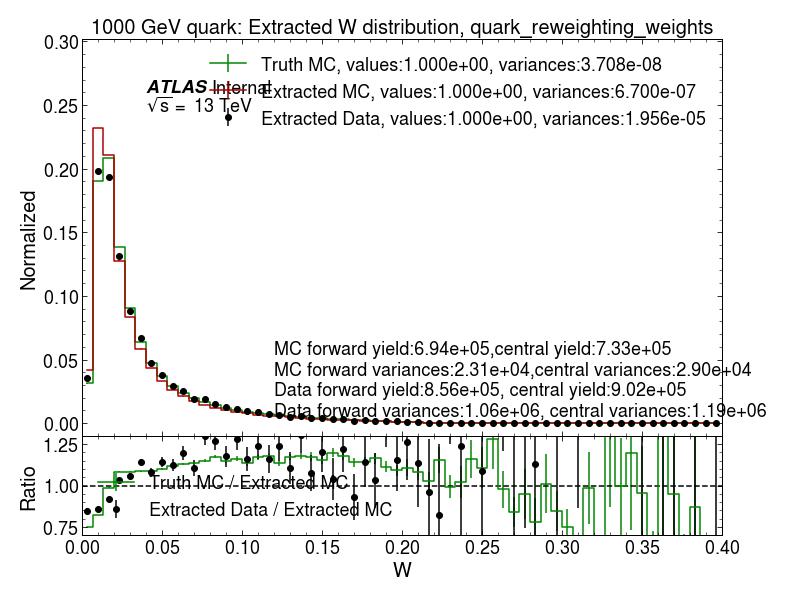 1000 GeV quark: Extracted W distribution, quark_reweighting_weights
Truth MC, values:1.000e+00, variances:3.708e-08
ATLAS Internal
Extracted MC, values:1.000e+00, variances:6.700e-07
√s = 13 TeV
Extracted Data, values:1.000e+00, variances:1.956e-05
Normalized
0.30
0.25
0.20
0.15
0.10
0.05
0.00
MC forward yield:6.94e+05,central yield:7.33e+05
MC forward variances:2.31e+04,central variances:2.90e+04
Data forward yield:8.56e+05, central yield:9.02e+05
Data forward variances:1.06e+06, central variances:1.19e+06
Ratio
1.25
1.00
0.75
Truth MC / Extracted MC
Extracted Data / Extracted MC
0.00 0.05 0.10 0.15 0.20 0.25 0.30 0.35 0.40
W